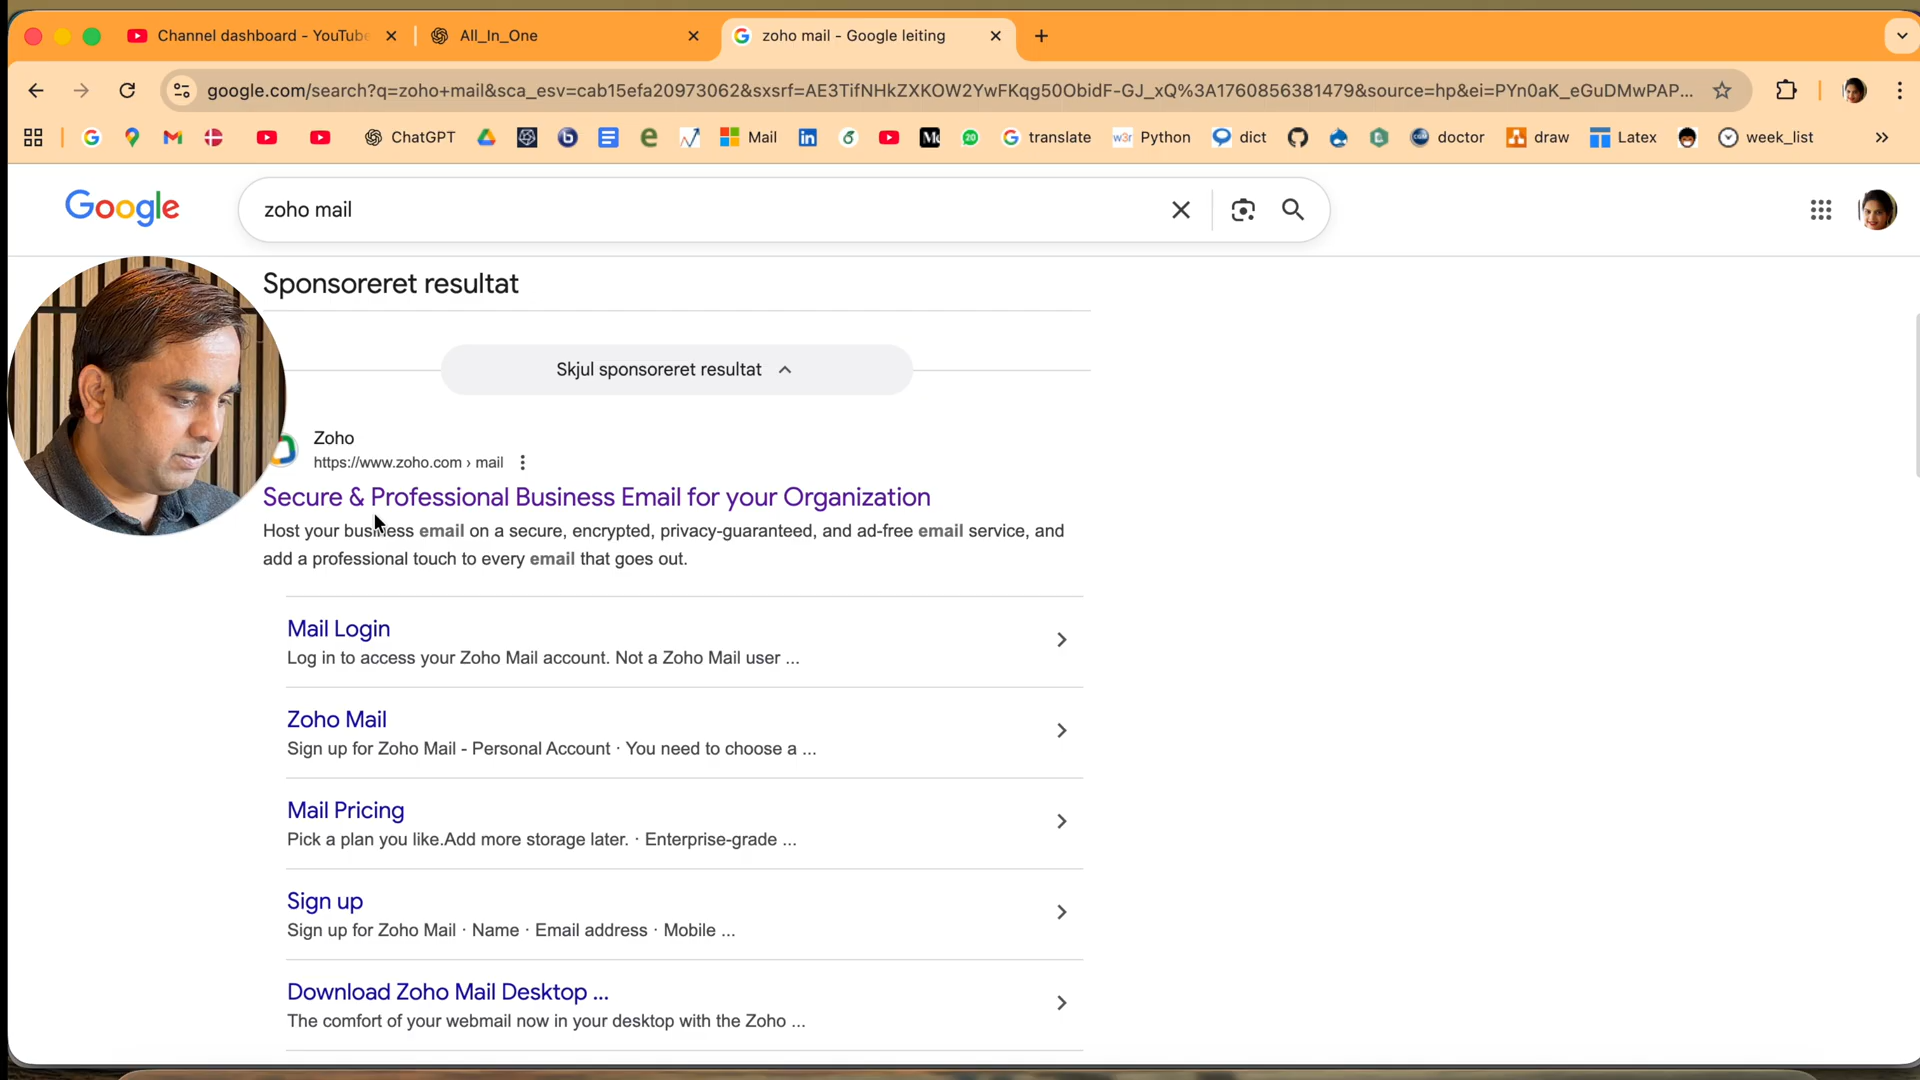 Channel dashboard - YouTube
All_In_One
zoho mail - Google leiting
google.com/search?q=zoho+mail&sca_esv=cab15efa20973062&sxsrf=AE3TifNHkZXKOW2YwFKqg50ObidF-GJ_xQ%3A1760856381479&source=hp&ei=PYn0aK_eGuDMwPAP...
ChatGPT Mail translate Python dict doctor draw Latex week_list
Google
zoho mail
Sponsoreret resultat
Skjul sponsoreret resultat
Zoho
https://www.zoho.com › mail
Secure & Professional Business Email for your Organization
Host your business email on a secure, encrypted, privacy-guaranteed, and ad-free email service, and
add a professional touch to every email that goes out.
Mail Login
Log in to access your Zoho Mail account. Not a Zoho Mail user ...
Zoho Mail
Sign up for Zoho Mail - Personal Account · You need to choose a ...
Mail Pricing
Pick a plan you like.Add more storage later. · Enterprise-grade ...
Sign up
Sign up for Zoho Mail · Name · Email address · Mobile ...
Download Zoho Mail Desktop ...
The comfort of your webmail now in your desktop with the Zoho ...